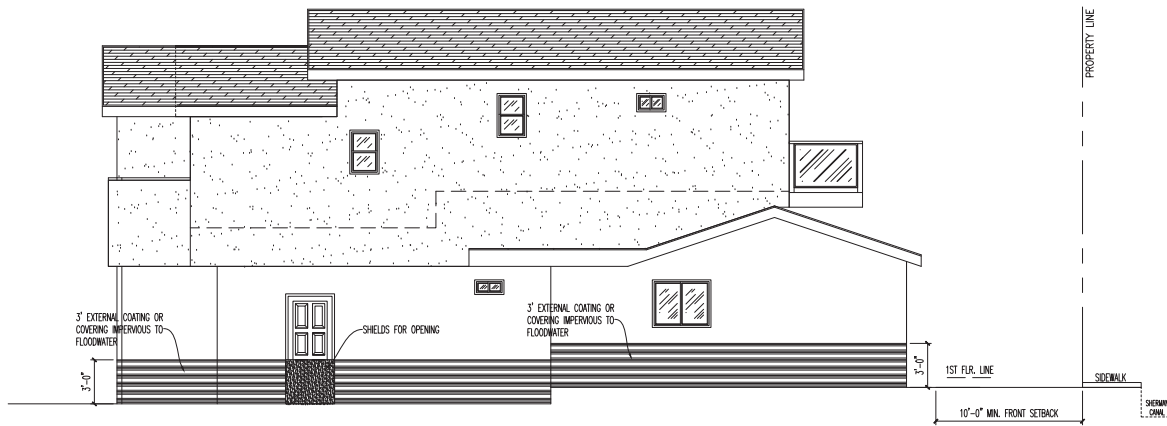 PROPERTY LINE
3' EXTERNAL COATING OR
COVERING IMPERVIOUS TO
FLOODWATER
SHIELDS FOR OPENING
3'-0"
3' EXTERNAL COATING OR
COVERING IMPERVIOUS TO
FLOODWATER
3'-0"
1ST FLR. LINE
SIDEWALK
10'-0" MIN. FRONT SETBACK
SHERMAN
CANAL